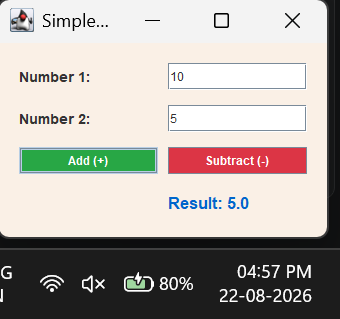 Simple...
Number 1:
10
Number 2:
5
Add (+)
Subtract (-)
Result: 5.0
G
80%
04:57 PM
22-08-2026